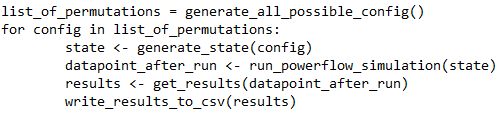 list_of_permutations = generate_all_possible_config()
for config in list_of_permutations:
        state <- generate_state(config)
        datapoint_after_run <- run_powerflow_simulation(state)
        results <- get_results(datapoint_after_run)
        write_results_to_csv(results)